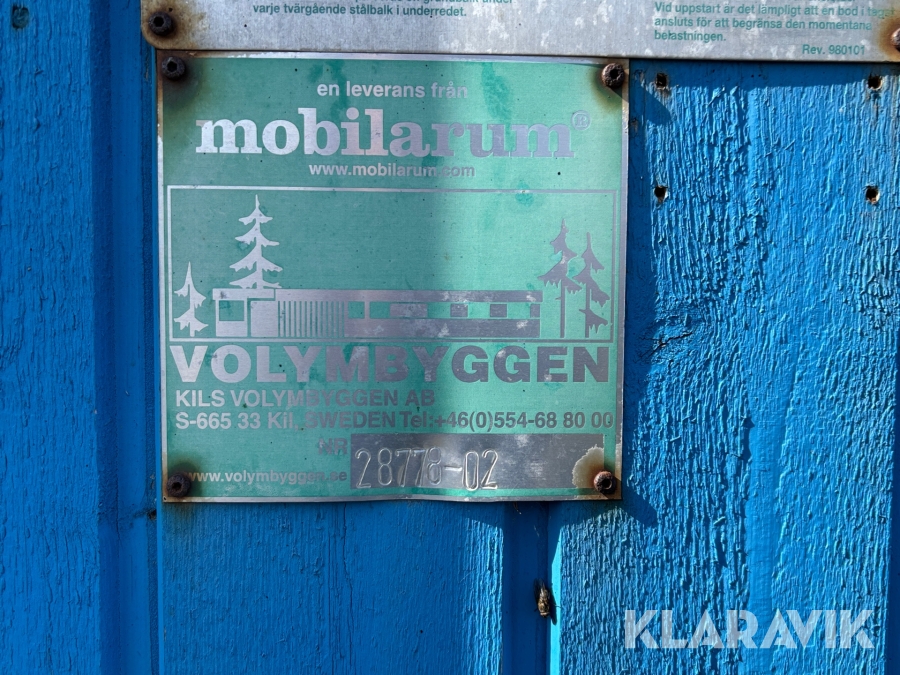 varje tvärgående stålbalk i underredet.
Vid uppstart är det lämpligt att en bod i taget
ansluts för att begränsa den momentana
belastningen.
Rev. 980101
en leverans från
mobilarum®
www.mobilarum.com
VOLYMBYGGEN
KILS VOLYMBYGGEN AB
S-665 33 Kil, SWEDEN Tel:+46(0)554-68 80 00
NR 28778-02
www.volymbyggen.se
KLARAVIK